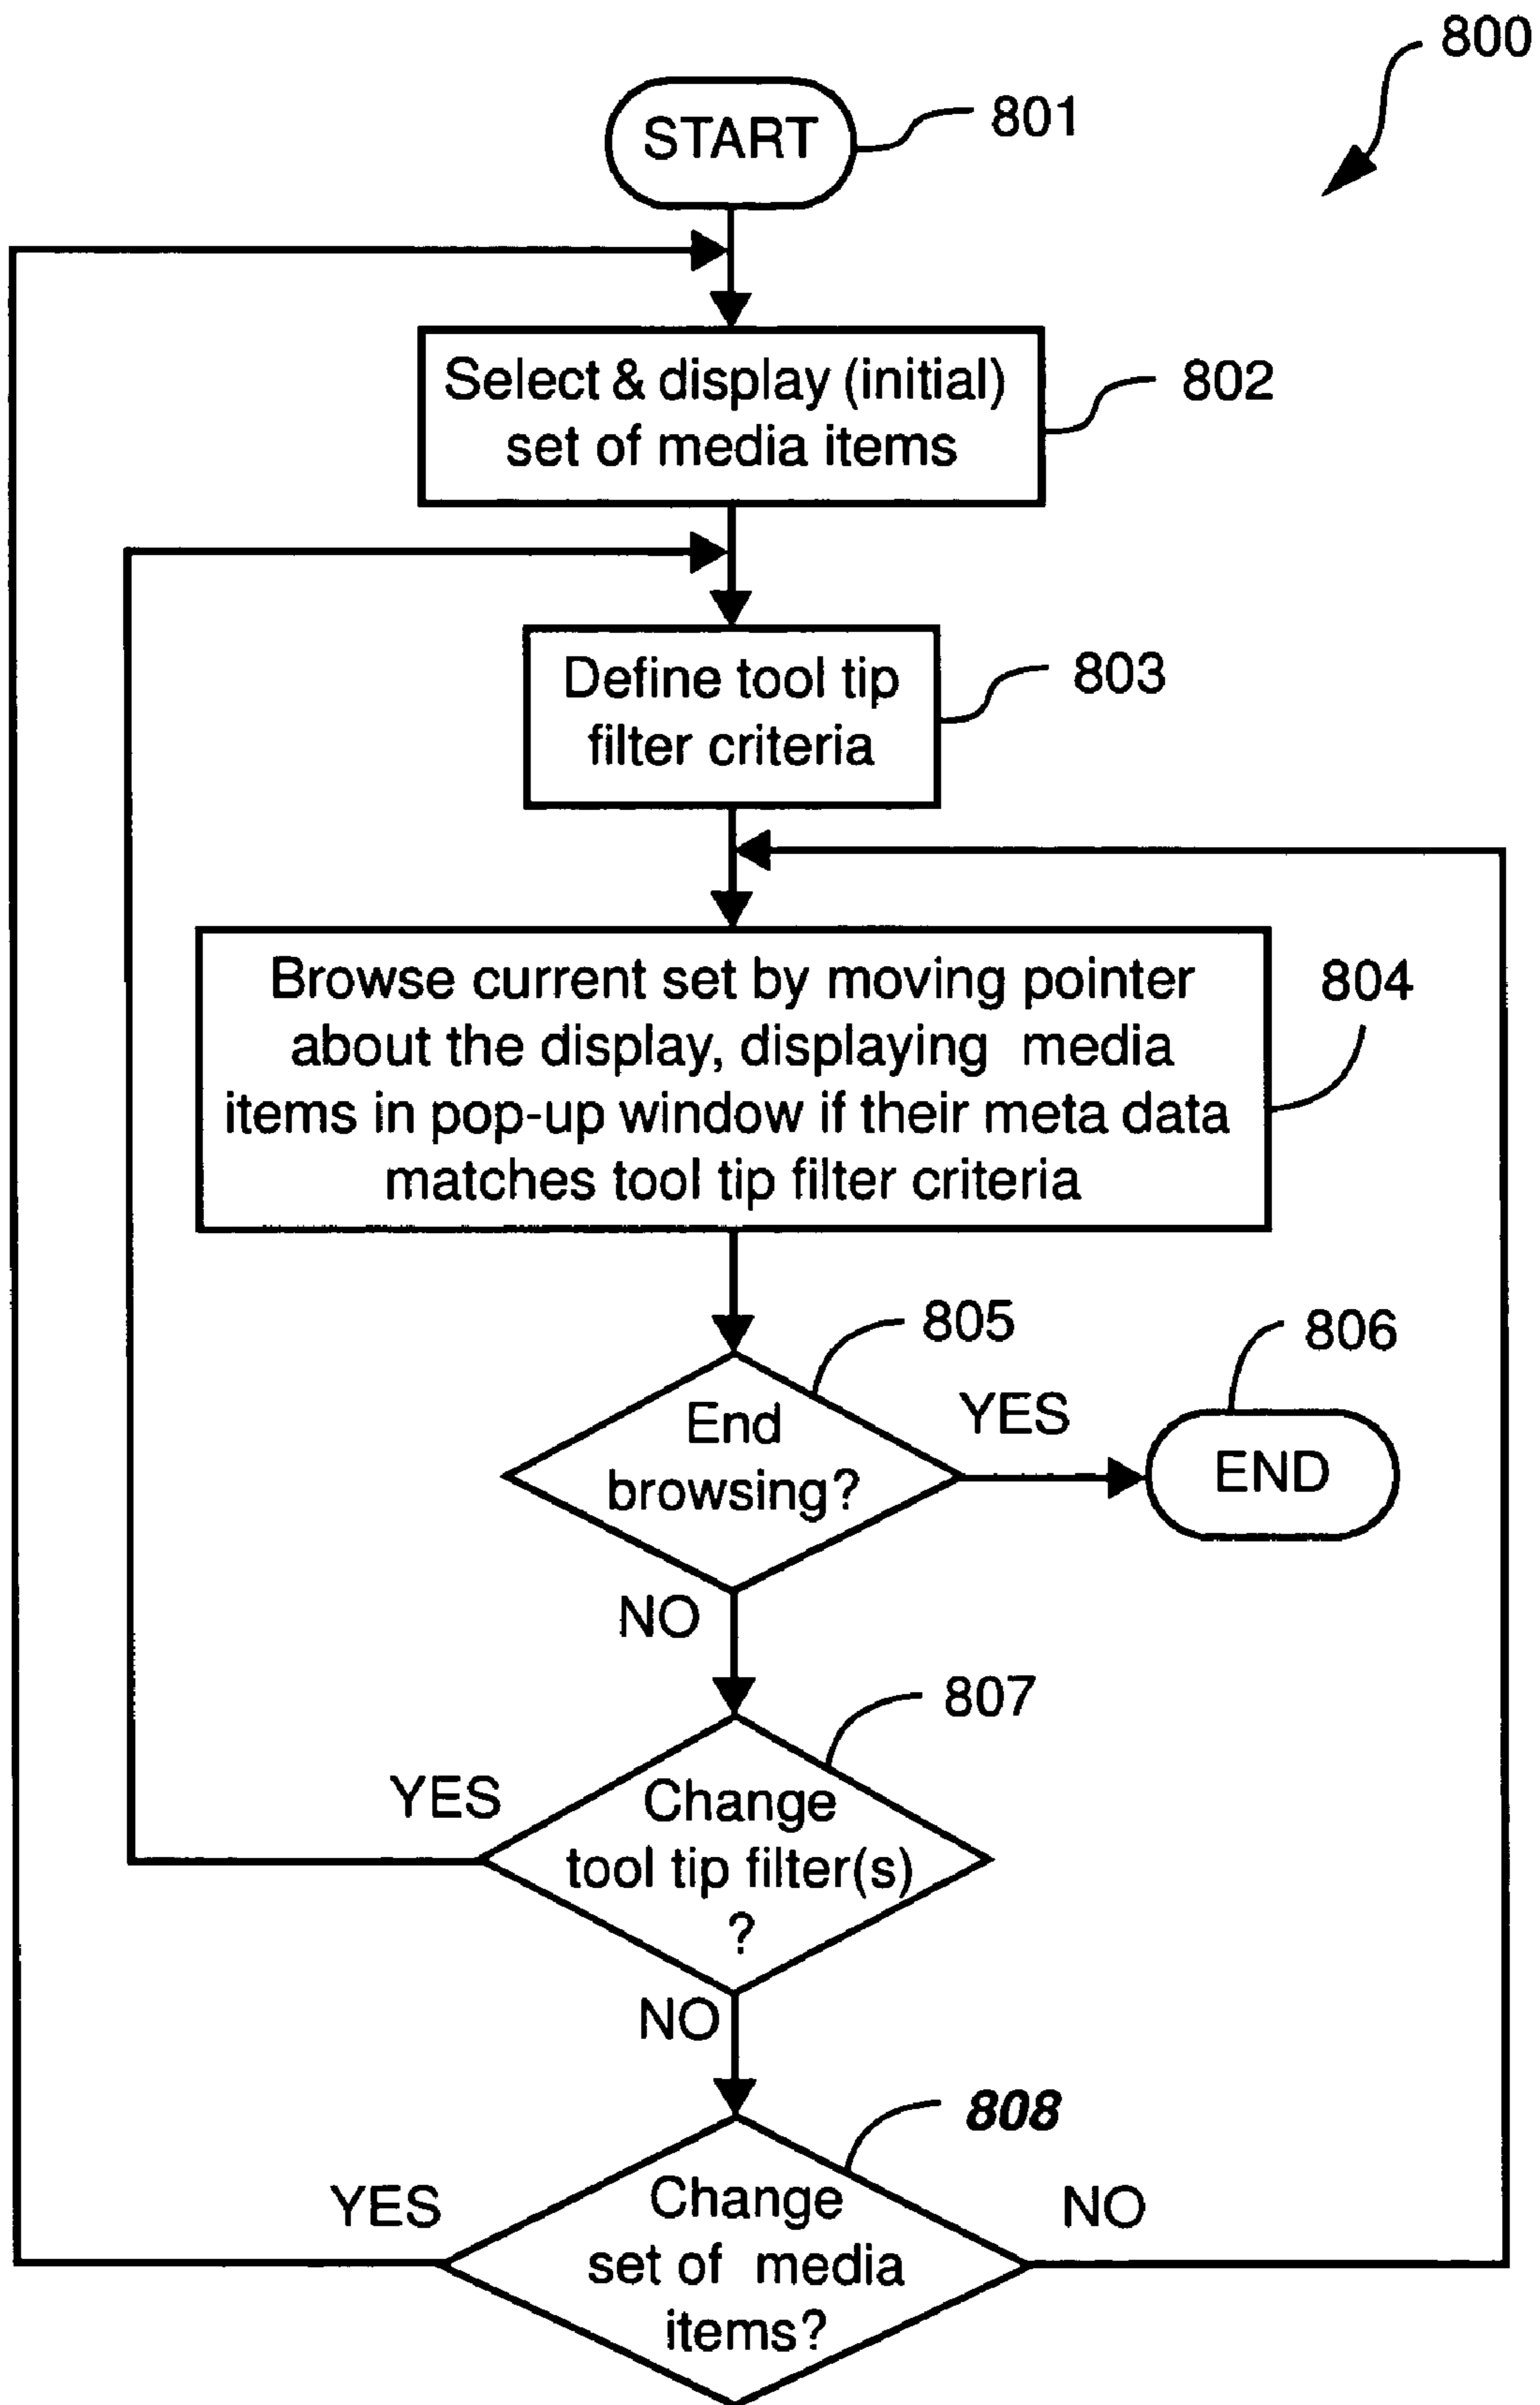 800
START
801
Select & display (initial)
set of media items
802
Define tool tip
filter criteria
803
Browse current set by moving pointer
about the display, displaying media
items in pop-up window if their meta data
matches tool tip filter criteria
804
End
browsing?
805
YES
END
806
NO
Change
tool tip filter(s)
?
807
YES
NO
Change
set of media
items?
808
YES
NO